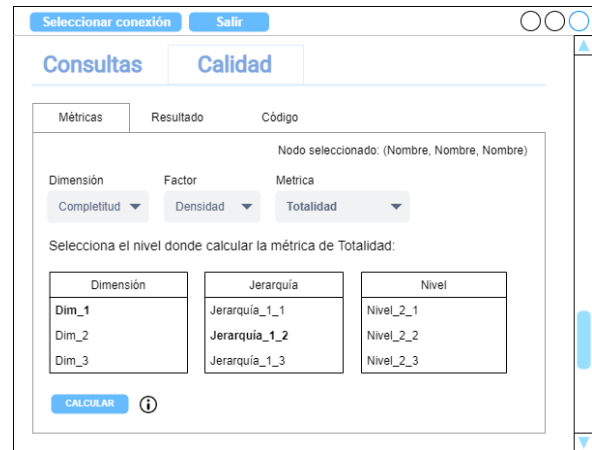 Seleccionar conexión Salir
Consultas Calidad
Métricas Resultado Código
Nodo seleccionado: (Nombre, Nombre, Nombre)
Dimensión Factor Metrica
Completitud Densidad Totalidad
Selecciona el nivel donde calcular la métrica de Totalidad:
Dimensión Jerarquía Nivel
Dim_1 Jerarquía_1_1 Nivel_2_1
Dim_2 Jerarquía_1_2 Nivel_2_2
Dim_3 Jerarquía_1_3 Nivel_2_3
CALCULAR